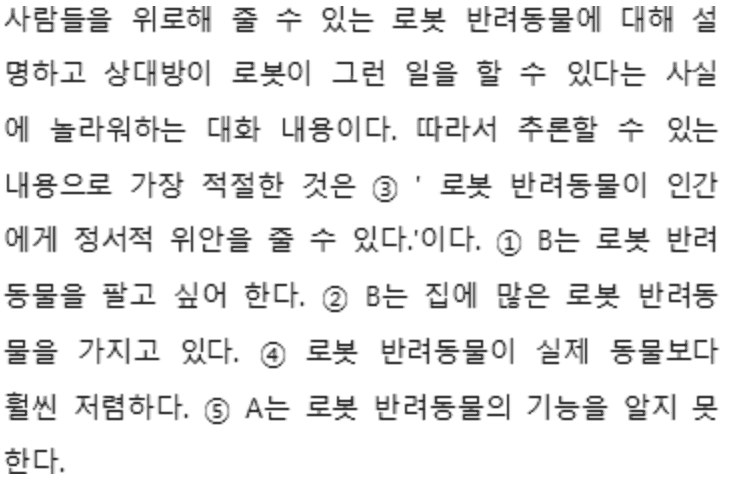 사람들을 위로해 줄 수 있는 로봇 반려동물에 대해 설
명하고 상대방이 로봇이 그런 일을 할 수 있다는 사실
에 놀라워하는 대화 내용이다. 따라서 추론할 수 있는
내용으로 가장 적절한 것은 ③ ' 로봇 반려동물이 인간
에게 정서적 위안을 줄 수 있다.'이다. ① B는 로봇 반려
동물을 팔고 싶어 한다. ② B는 집에 많은 로봇 반려동
물을 가지고 있다. ④ 로봇 반려동물이 실제 동물보다
훨씬 저렴하다. ⑤ A는 로봇 반려동물의 기능을 알지 못
한다.